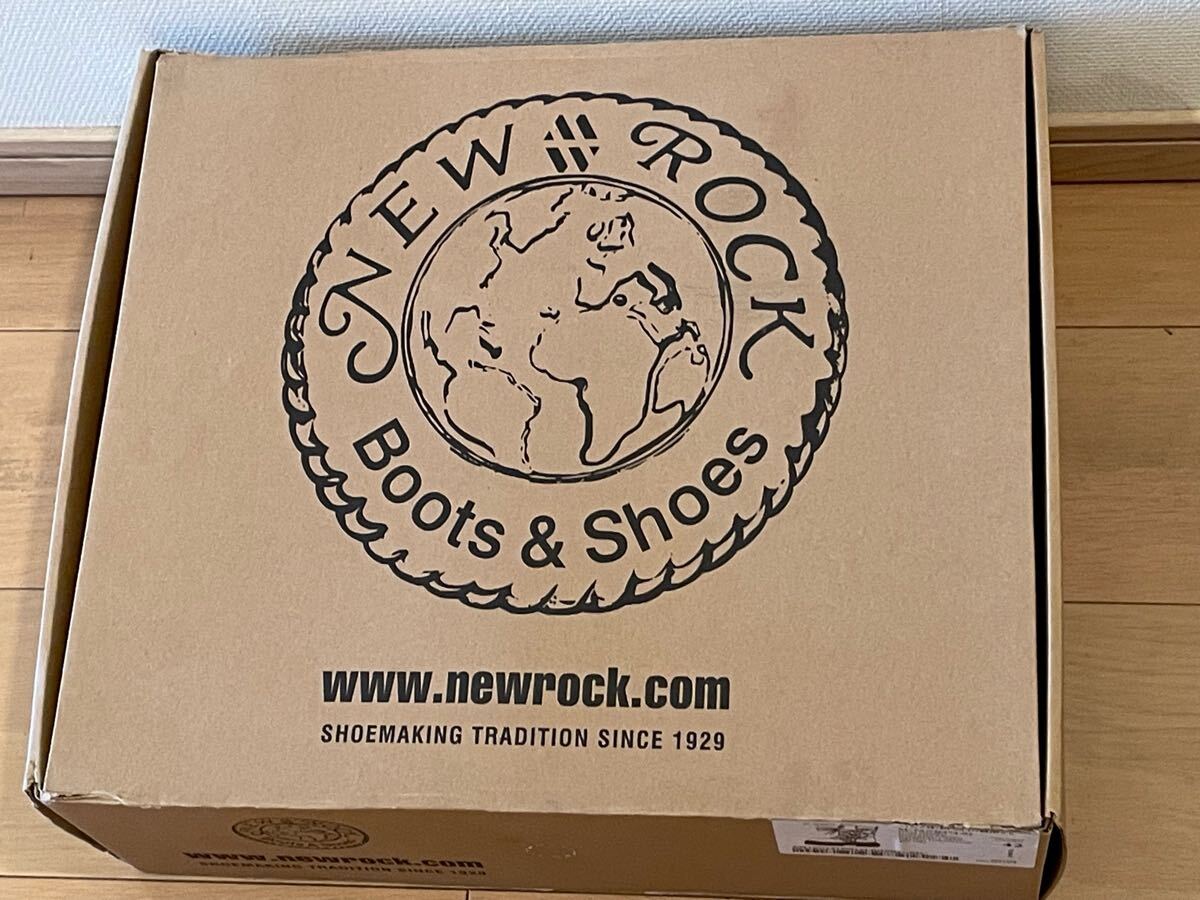 NEW ROCK
Boots & Shoes
www.newrock.com
SHOEMAKING TRADITION SINCE 1929
www.newrock.com
SHOEMAKING TRADITION SINCE 1929